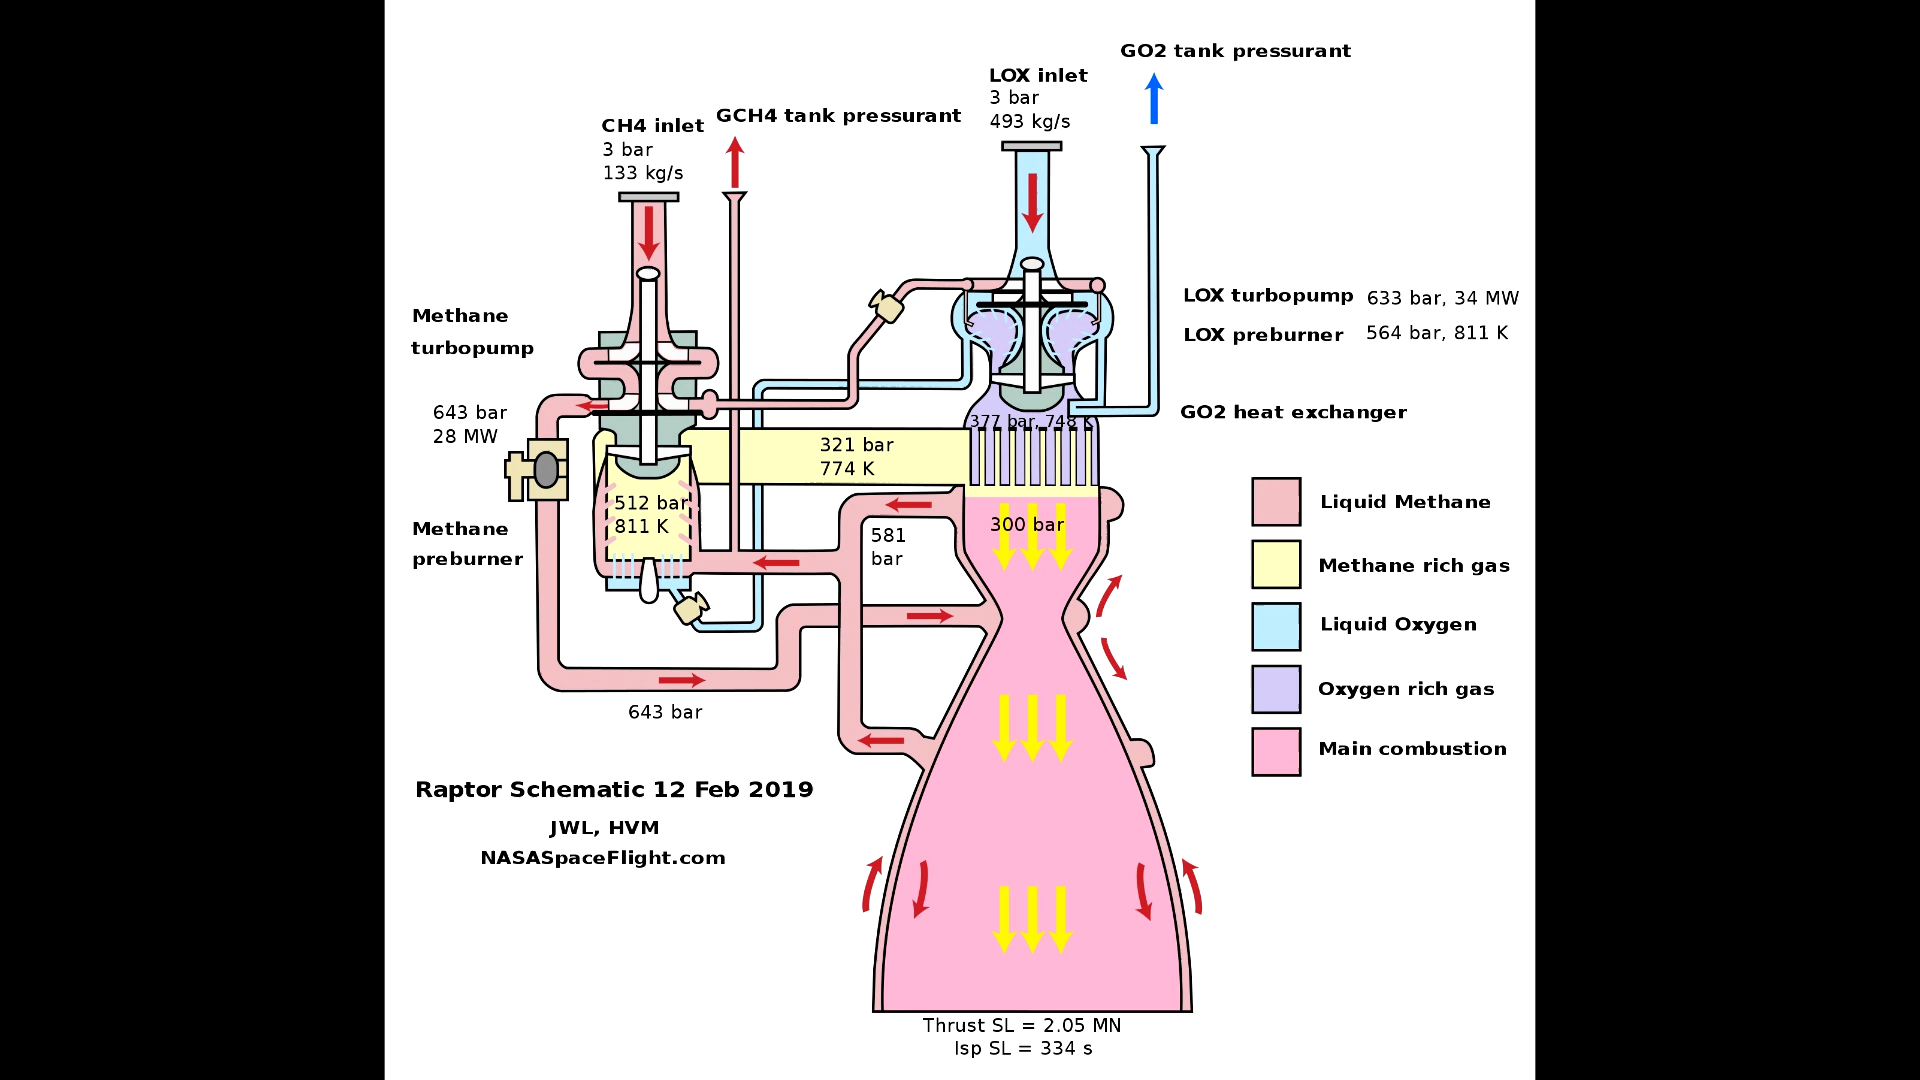 GO2 tank pressurant
LOX inlet
3 bar
493 kg/s
GCH4 tank pressurant
CH4 inlet
3 bar
133 kg/s
LOX turbopump 633 bar, 34 MW
LOX preburner 564 bar, 811 K
Methane
turbopump
643 bar
28 MW
GO2 heat exchanger
377 bar, 748 K
321 bar
774 K
512 bar
811 K
300 bar
581
bar
Methane
preburner
643 bar
Liquid Methane
Methane rich gas
Liquid Oxygen
Oxygen rich gas
Main combustion
Raptor Schematic 12 Feb 2019
JWL, HVM
NASASpaceFlight.com
Thrust SL = 2.05 MN
Isp SL = 334 s